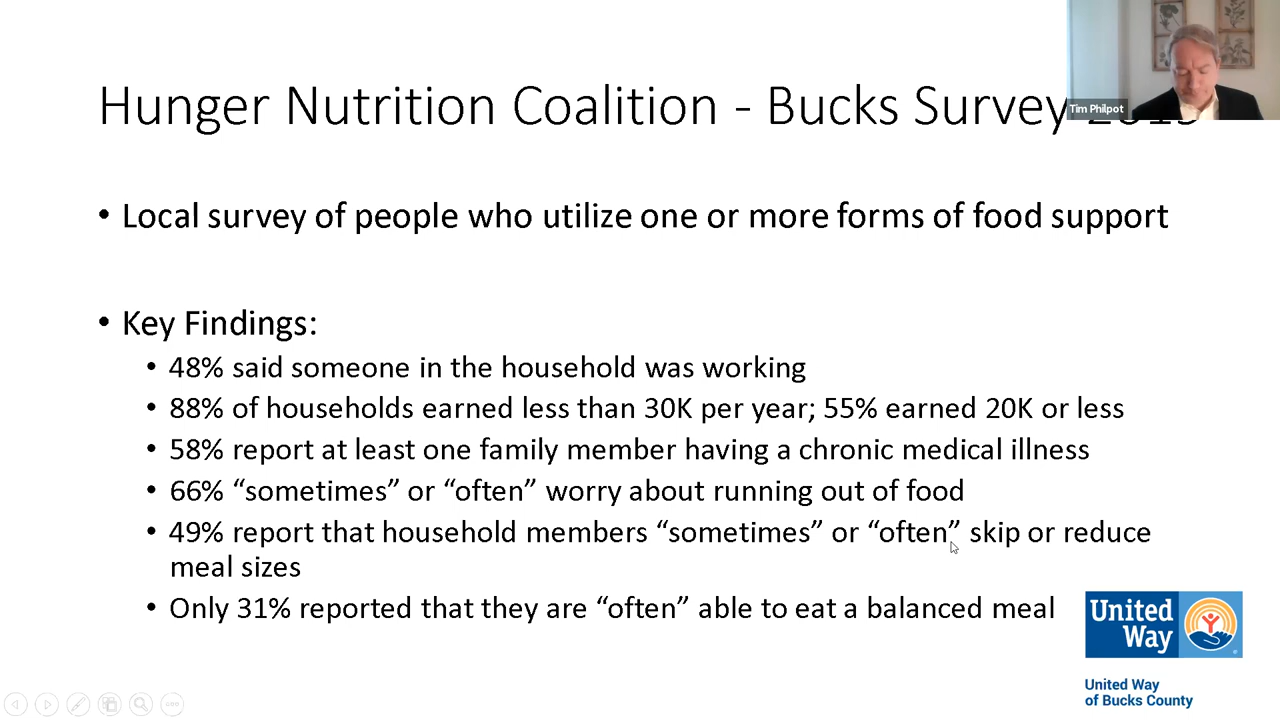 Hunger Nutrition Coalition - Bucks Survey
Tim Philpot
• Local survey of people who utilize one or more forms of food support
• Key Findings:
• 48% said someone in the household was working
• 88% of households earned less than 30K per year; 55% earned 20K or less
• 58% report at least one family member having a chronic medical illness
• 66% “sometimes” or “often” worry about running out of food
• 49% report that household members “sometimes” or “often” skip or reduce
meal sizes
• Only 31% reported that they are “often” able to eat a balanced meal
United
Way
United Way
of Bucks County